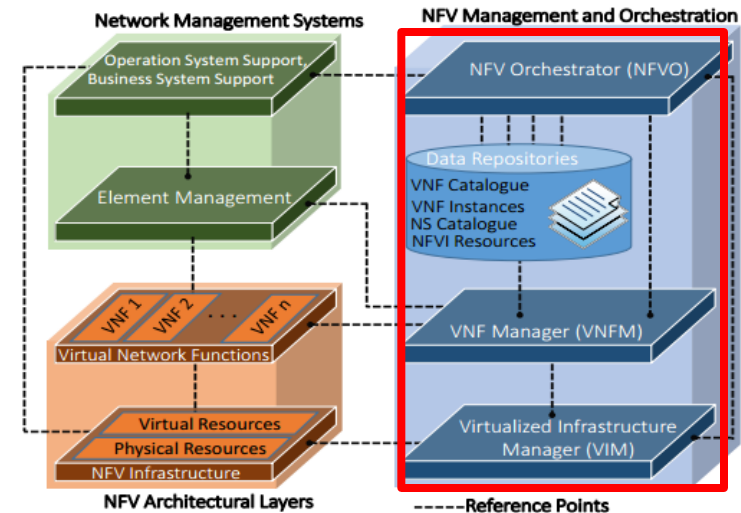 Network Management Systems
NFV Management and Orchestration
Operation System Support,
Business System Support
Element Management
NFV Orchestrator (NFVO)
Data Repositories
VNF Catalogue
VNF Instances
NS Catalogue
NFVI Resources
VNF 1
VNF 2
. . .
VNF n
Virtual Network Functions
VNF Manager (VNFM)
Virtual Resources
Physical Resources
NFV Infrastructure
Virtualized Infrastructure
Manager (VIM)
NFV Architectural Layers
-----Reference Points